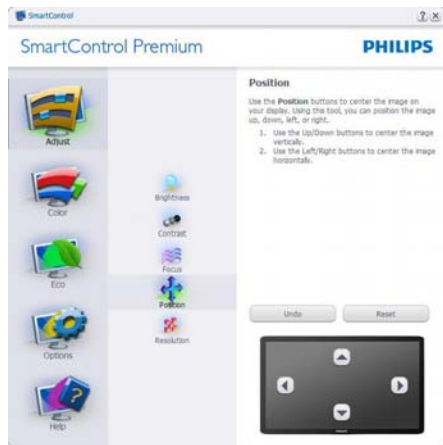 SmartControl
SmartControl Premium
PHILIPS
Adjust
Color
Eco
Options
Help
Brightness
Contrast
Focus
Position
Resolution
Position
Use the Position buttons to center the image on
your display. Using this tool, you can position the image
up, down, left, or right.
1. Use the Up/Down buttons to center the image
vertically.
2. Use the Left/Right buttons to center the image
horizontally.
Undo
Reset